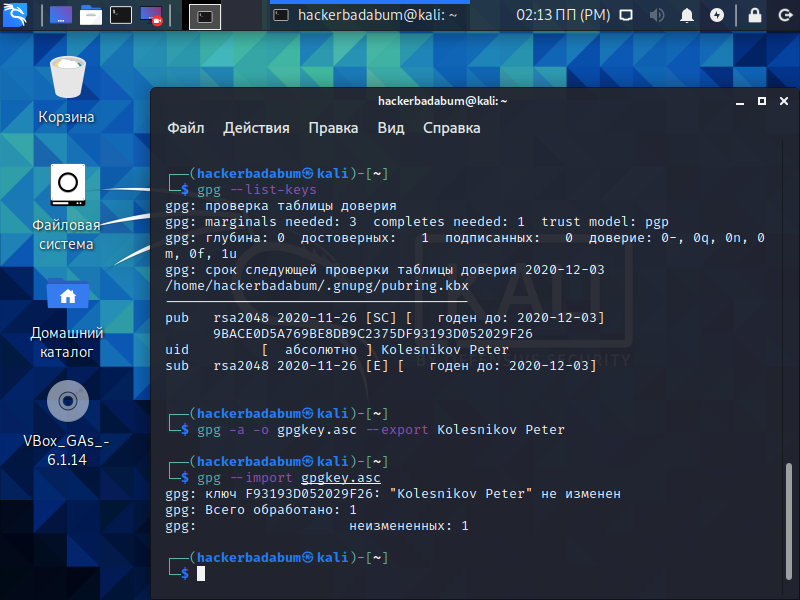 hackerbadabum@kali: ~
02:13 ПП (PM)
Корзина
Файловая
система
Домашний
каталог
VBox_GAs_-
6.1.14
hackerbadabum@kali: ~
Файл Действия Правка Вид Справка
┌──(hackerbadabum㉿kali)-[~]
└─$ gpg --list-keys
gpg: проверка таблицы доверия
gpg: marginals needed: 3  completes needed: 1  trust model: pgp
gpg: глубина: 0  достоверных:   1  подписанных:   0  доверие: 0-, 0q, 0n, 0
m, 0f, 1u
gpg: срок следующей проверки таблицы доверия 2020-12-03
/home/hackerbadabum/.gnupg/pubring.kbx
--------------------------------------
pub   rsa2048 2020-11-26 [SC] [   годен до: 2020-12-03]
      9BACE0D5A769BE8DB9C2375DF93193D052029F26
uid         [  абсолютно ] Kolesnikov Peter
sub   rsa2048 2020-11-26 [E] [   годен до: 2020-12-03]
┌──(hackerbadabum㉿kali)-[~]
└─$ gpg -a -o gpgkey.asc --export Kolesnikov Peter
┌──(hackerbadabum㉿kali)-[~]
└─$ gpg --import gpgkey.asc
gpg: ключ F93193D052029F26: "Kolesnikov Peter" не изменен
gpg: Всего обработано: 1
gpg:                   неизмененных: 1
┌──(hackerbadabum㉿kali)-[~]
└─$
KALI